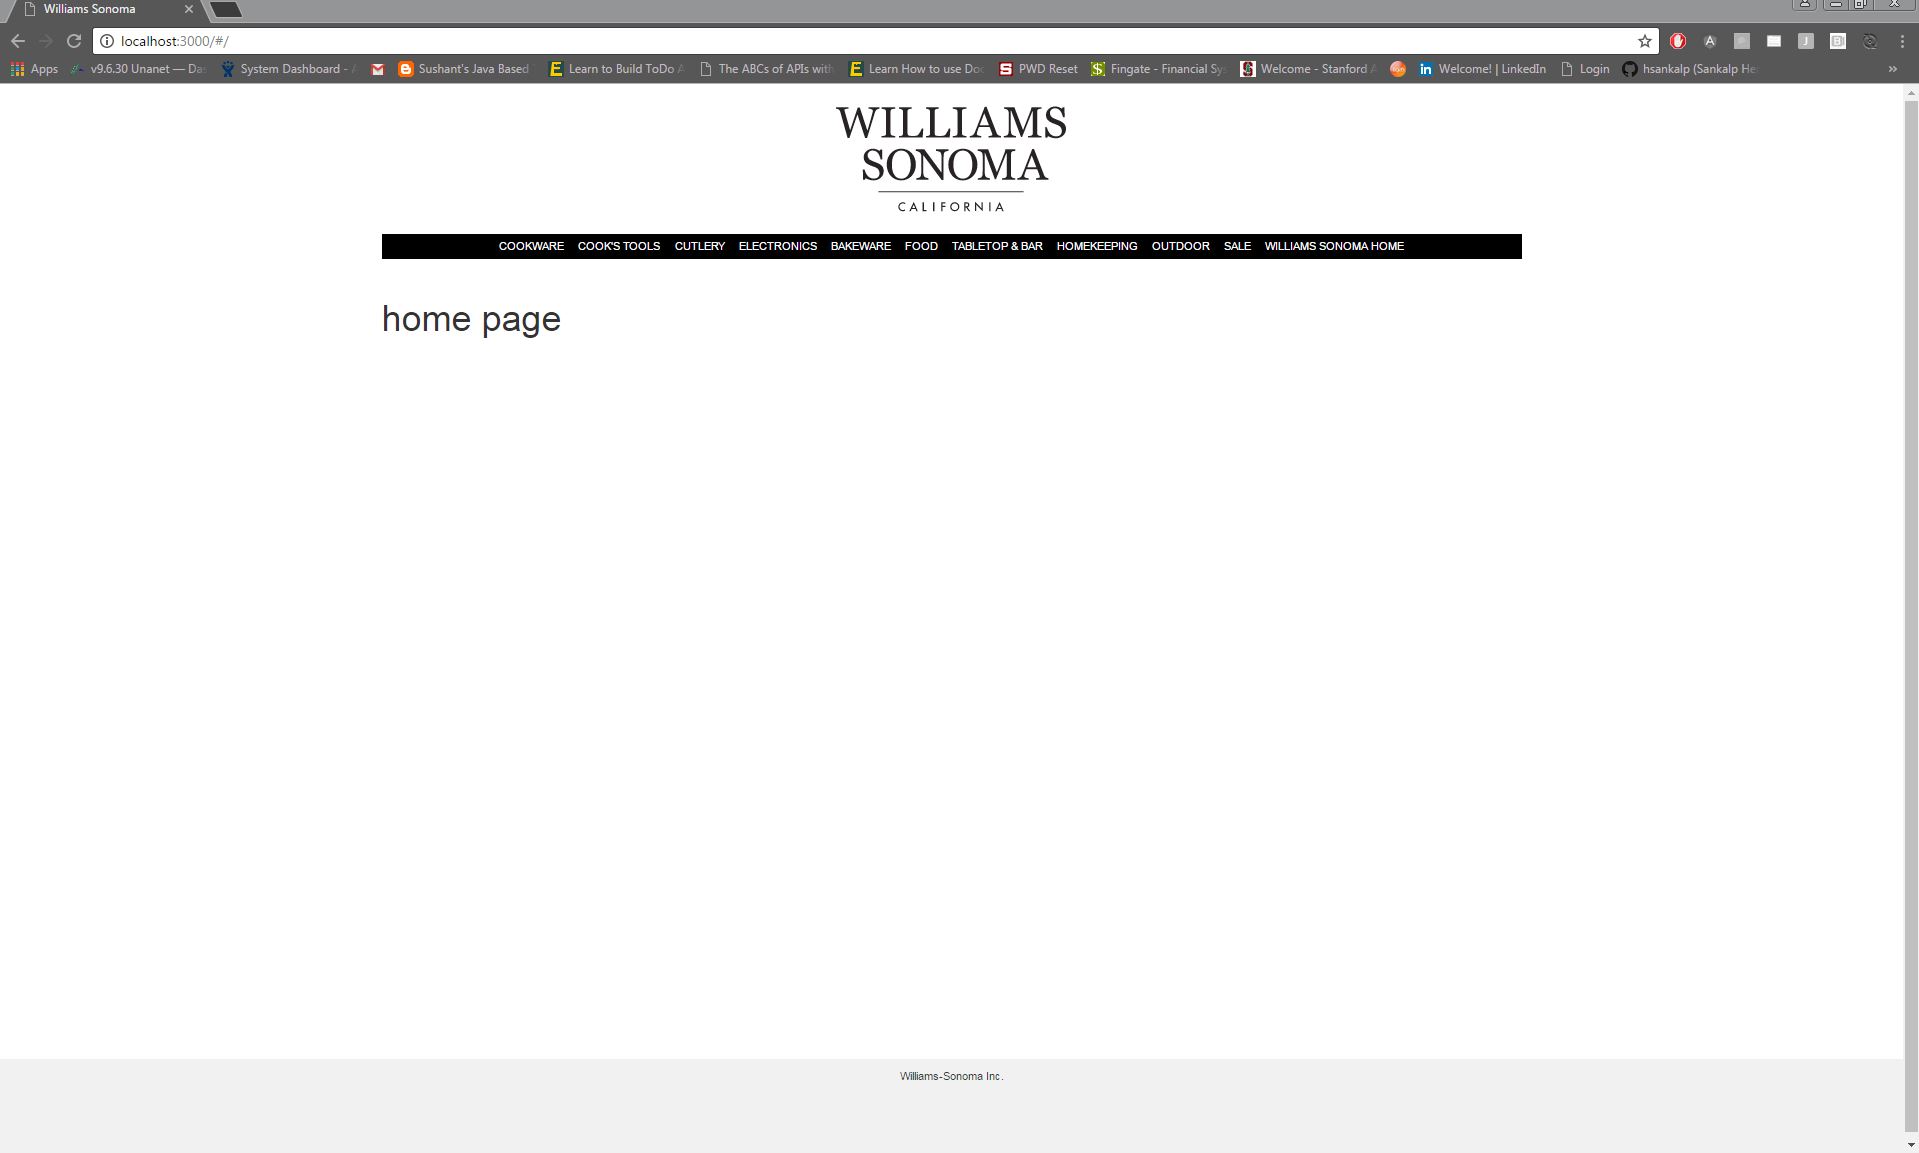 Williams Sonoma
localhost:3000/#/
Apps v9.6.30 Unanet — Das System Dashboard - Sushant's Java Based Learn to Build ToDo The ABCs of APIs with Learn How to use Doc PWD Reset Fingate - Financial Sys Welcome - Stanford Welcome! | LinkedIn Login hsankalp (Sankalp He
WILLIAMS
SONOMA
CALIFORNIA
COOKWARE COOK'S TOOLS CUTLERY ELECTRONICS BAKEWARE FOOD TABLETOP & BAR HOMEKEEPING OUTDOOR SALE WILLIAMS SONOMA HOME
home page
Williams-Sonoma Inc.